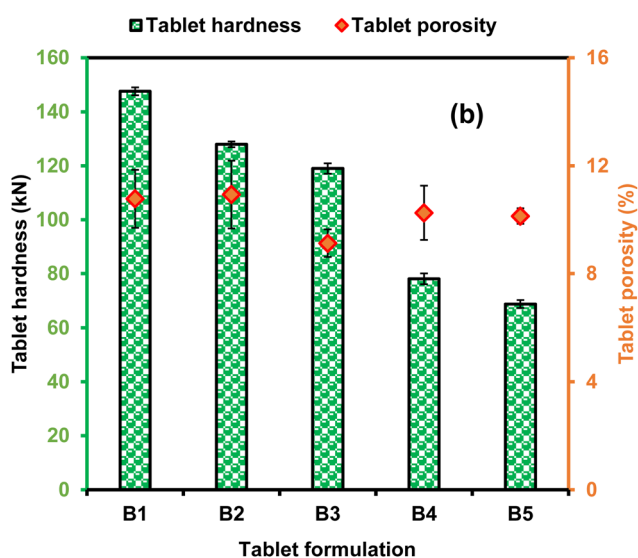 Tablet hardness Tablet porosity
160
140
120
100
80
60
40
20
0
Tablet hardness (kN)
(b)
16
12
8
4
0
Tablet porosity (%)
B1 B2 B3 B4 B5
Tablet formulation